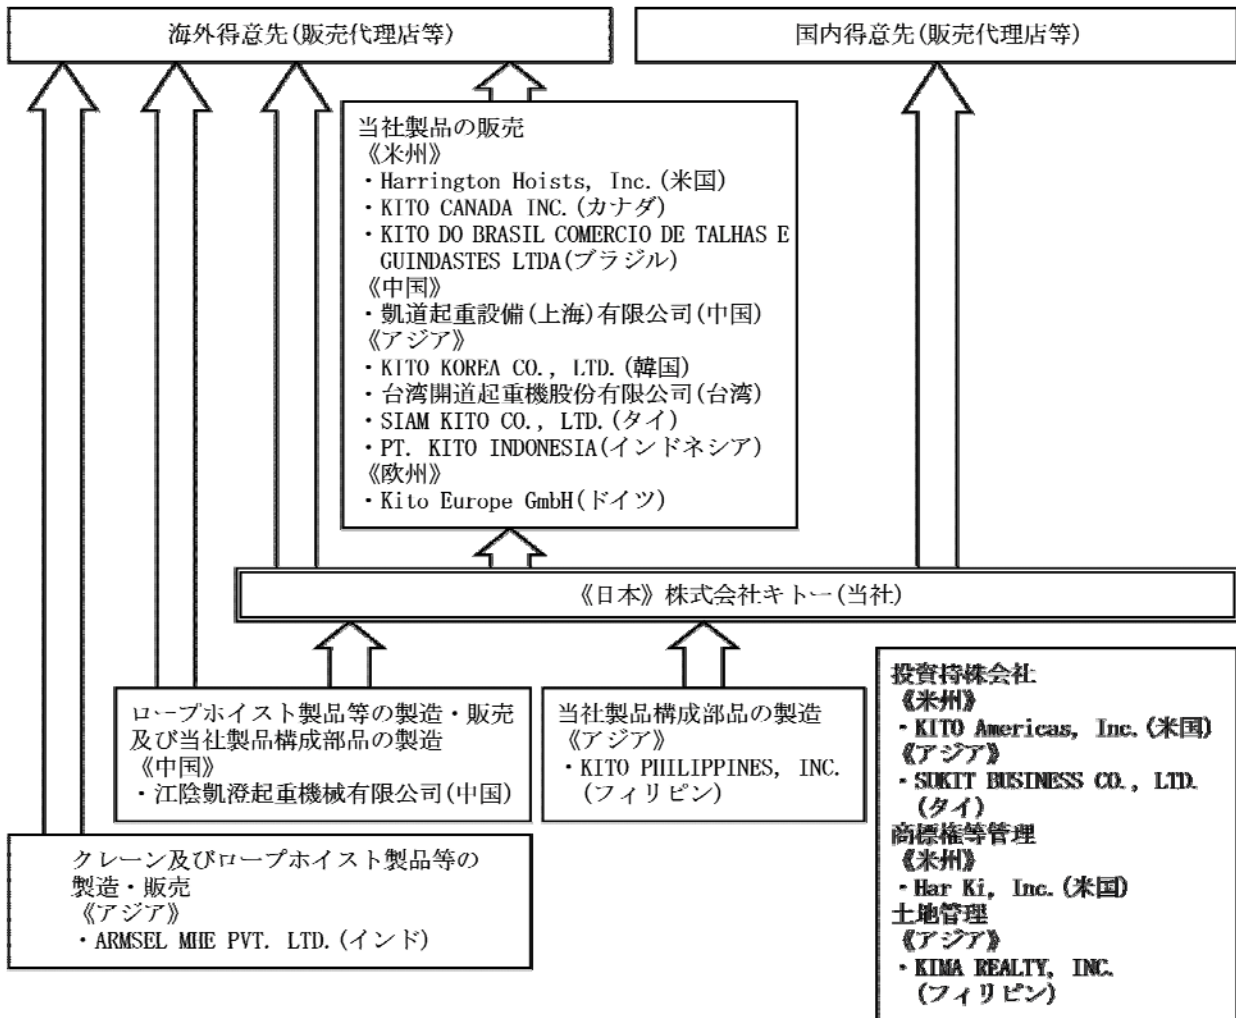 海外得意先(販売代理店等)
国内得意先(販売代理店等)
当社製品の販売
《米州》
・Harrington Hoists, Inc.(米国)
・KITO CANADA INC.(カナダ)
・KITO DO BRASIL COMERCIO DE TALHAS E
GUINDASTES LTDA(ブラジル)
《中国》
・凱道起重設備(上海)有限公司(中国)
《アジア》
・KITO KOREA CO., LTD.(韓国)
・台湾開道起重機股份有限公司(台湾)
・SIAM KITO CO., LTD.(タイ)
・PT. KITO INDONESIA(インドネシア)
《欧州》
・Kito Europe GmbH(ドイツ)
《日本》株式会社キトー(当社)
ロープホイスト製品等の製造・販売
及び当社製品構成部品の製造
《中国》
・江陰凱澄起重機械有限公司(中国)
当社製品構成部品の製造
《アジア》
・KITO PHILIPPINES, INC.
(フィリピン)
クレーン及びロープホイスト製品等の
製造・販売
《アジア》
・ARMSEL MHE PVT. LTD.(インド)
投資持株会社
《米州》
・KITO Americas, Inc.(米国)
《アジア》
・SUKIT BUSINESS CO., LTD.
(タイ)
商標権等管理
《米州》
・Har Ki, Inc.(米国)
土地管理
《アジア》
・KIMA REALTY, INC.
(フィリピン)